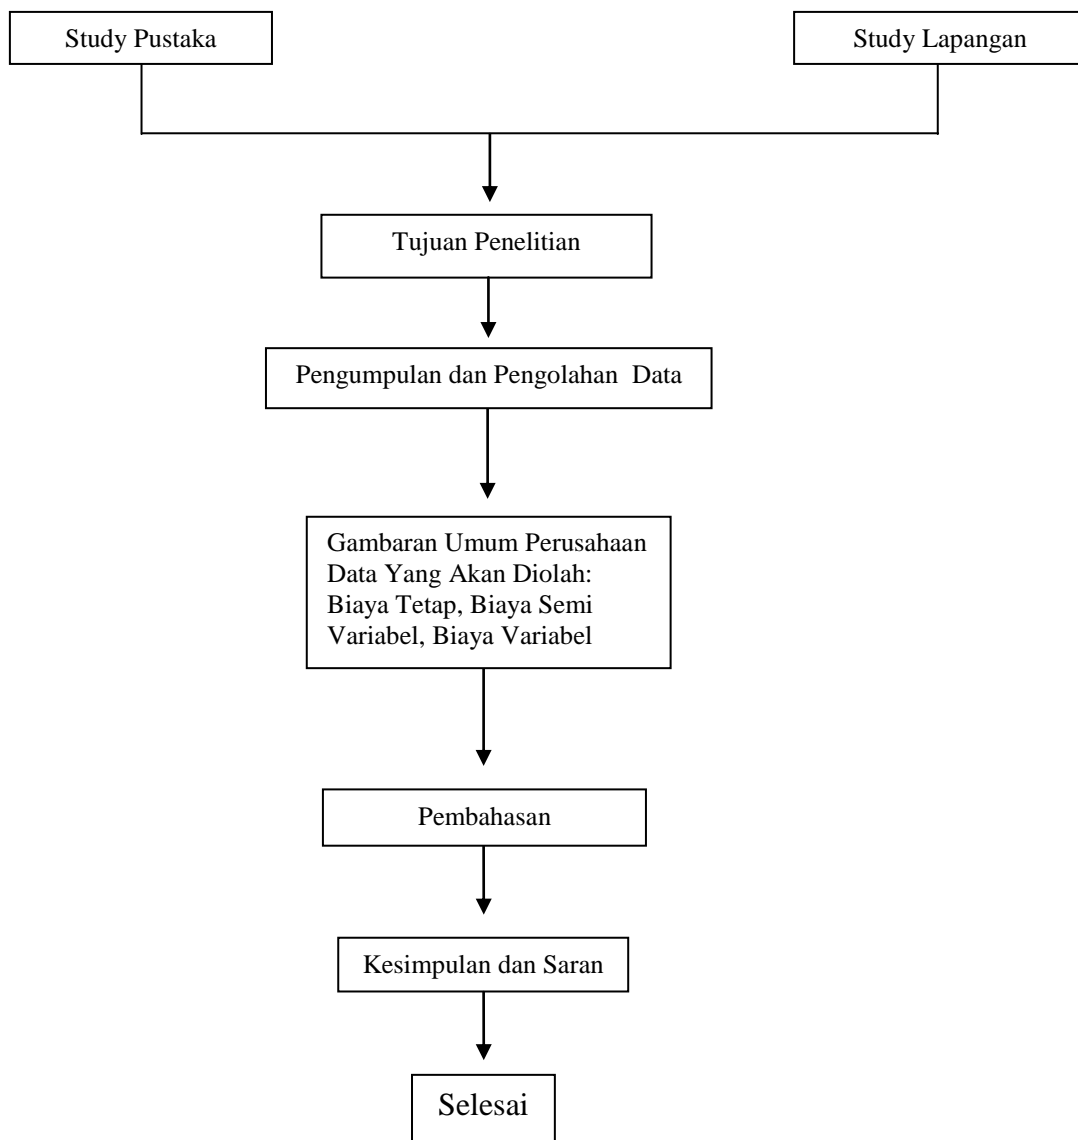 Study Pustaka
Study Lapangan
Tujuan Penelitian
Pengumpulan dan Pengolahan  Data
Gambaran Umum Perusahaan
Data Yang Akan Diolah:
Biaya Tetap, Biaya Semi
Variabel, Biaya Variabel
Pembahasan
Kesimpulan dan Saran
Selesai